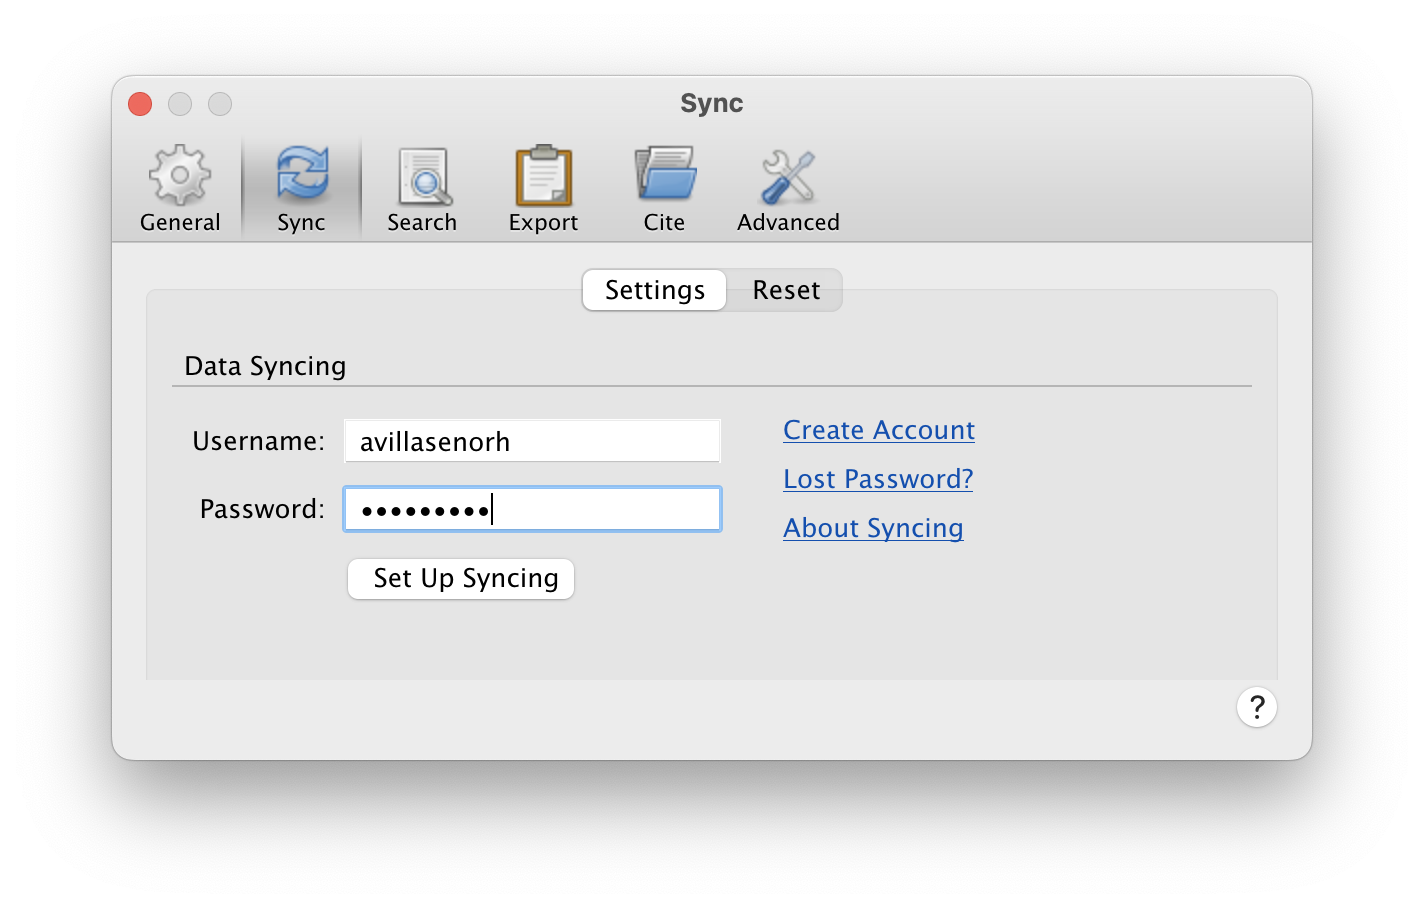 Sync
General Sync Search Export Cite Advanced
Settings Reset
Data Syncing
Username: avillasenorh
Create Account
Lost Password?
Password: •••••••••
About Syncing
Set Up Syncing
?